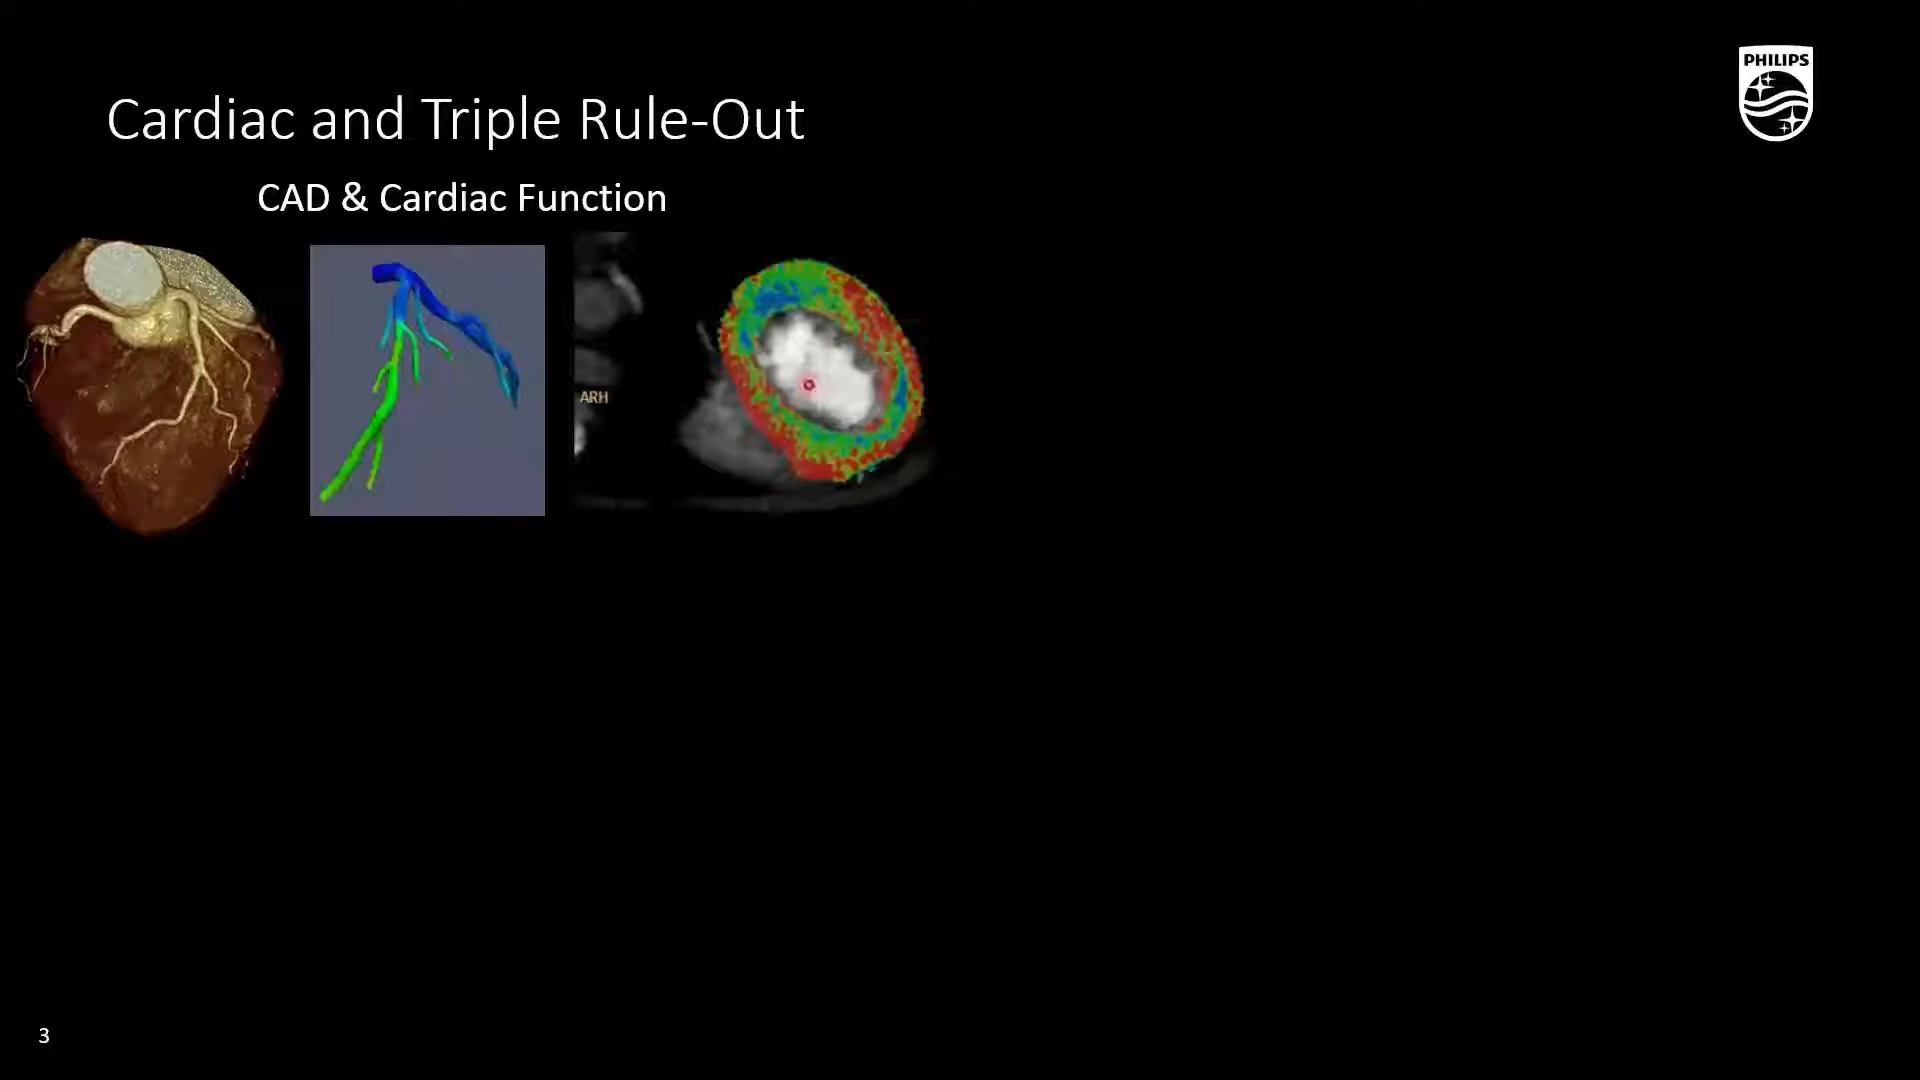 PHILIPS
Cardiac and Triple Rule-Out
CAD & Cardiac Function
ARH
3